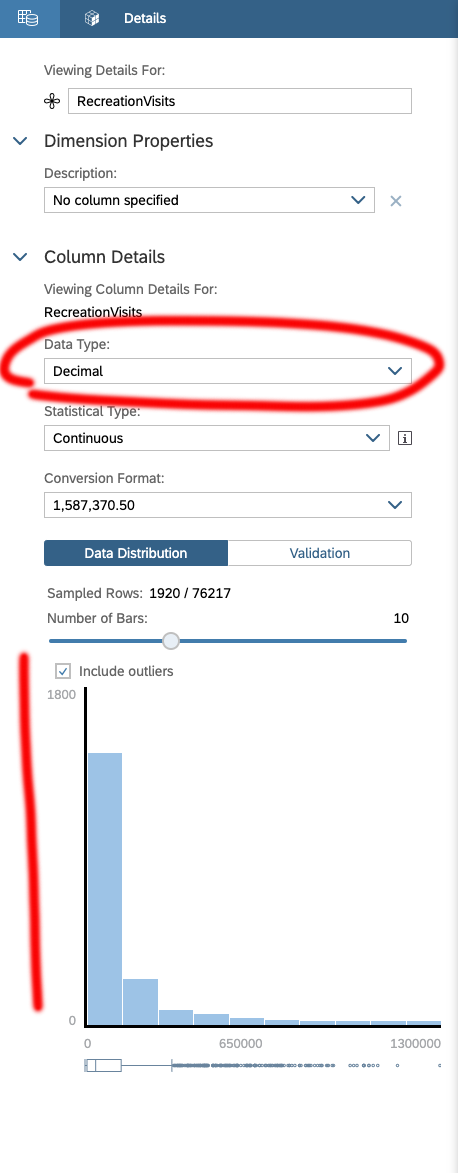 Details
Viewing Details For:
RecreationVisits
Dimension Properties
Description:
No column specified
Column Details
Viewing Column Details For:
RecreationVisits
Data Type:
Decimal
Statistical Type:
Continuous
Conversion Format:
1,587,370.50
Data Distribution Validation
Sampled Rows: 1920 / 76217
Number of Bars: 10
Include outliers
1800
0
0 6500000 1300000